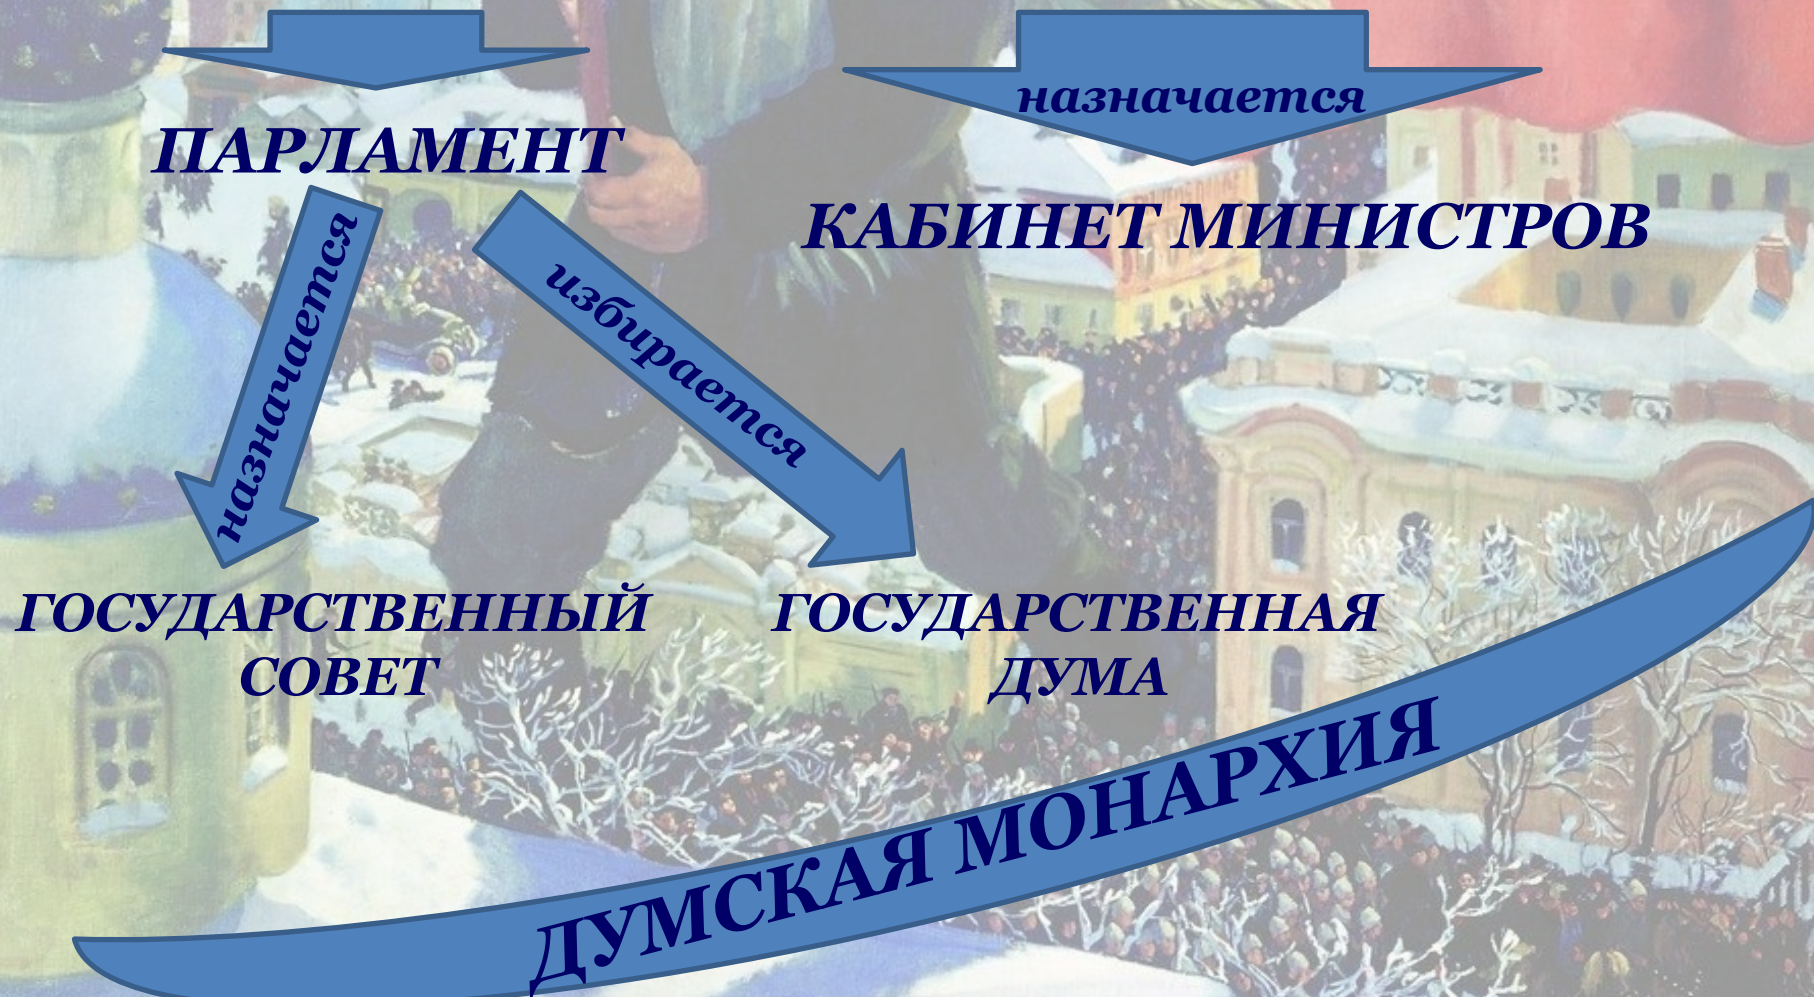 назначается
ПАРЛАМЕНТ
КАБИНЕТ МИНИСТРОВ
назначается
избирается
ГОСУДАРСТВЕННЫЙ
СОВЕТ
ГОСУДАРСТВЕННАЯ
ДУМА
ДУМСКАЯ МОНАРХИЯ